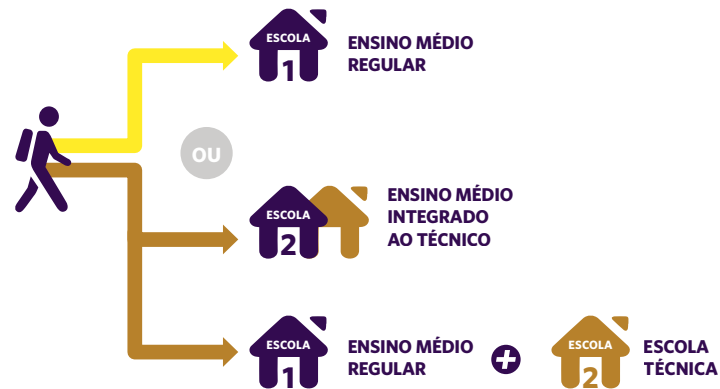 ESCOLA
1
ENSINO MÉDIO
REGULAR
OU
ESCOLA
2
ENSINO MÉDIO
INTEGRADO
AO TÉCNICO
ESCOLA
1
ENSINO MÉDIO
REGULAR
+
ESCOLA
2
ESCOLA
TÉCNICA